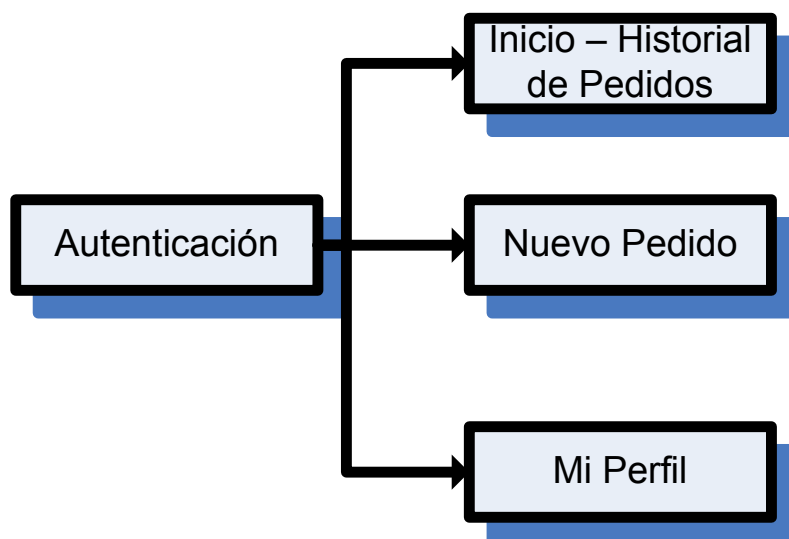 Inicio – Historial
de Pedidos
Autenticación
Nuevo Pedido
Mi Perfil